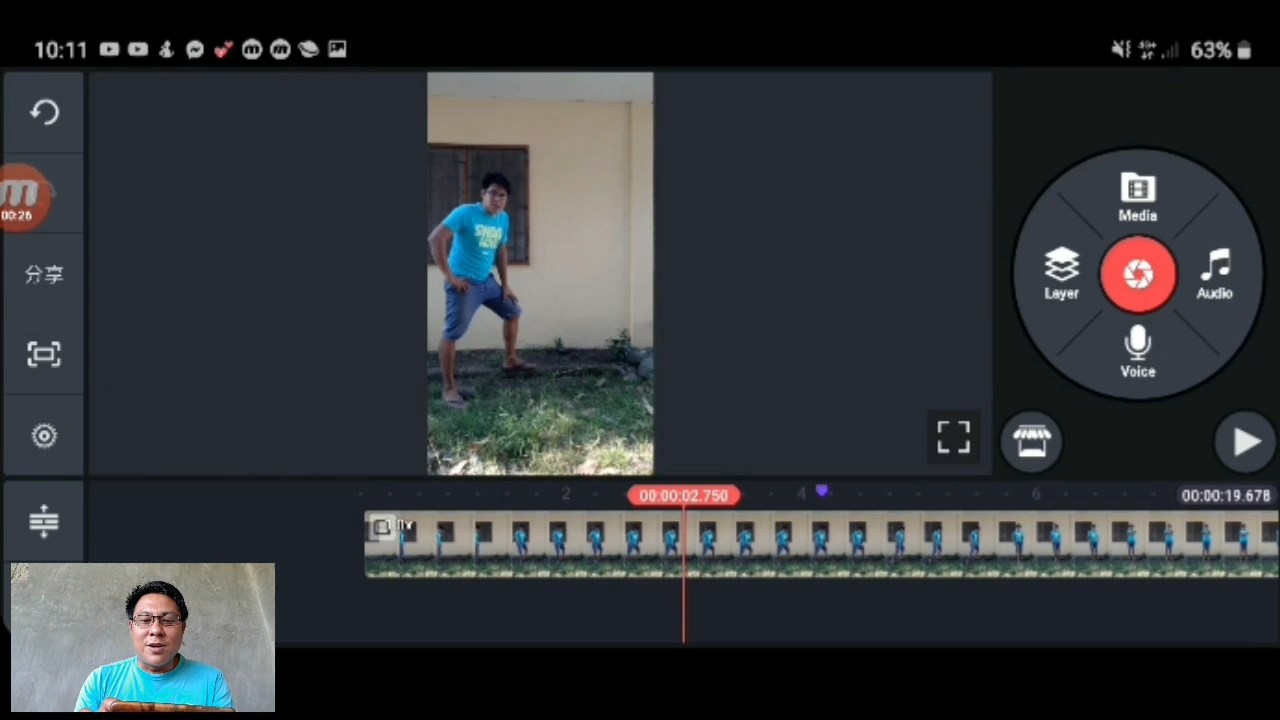 10:11
63%
00:26
分享
Media
Layer
Audio
Voice
2
00:00:02.750
4
6
00:00:19.678